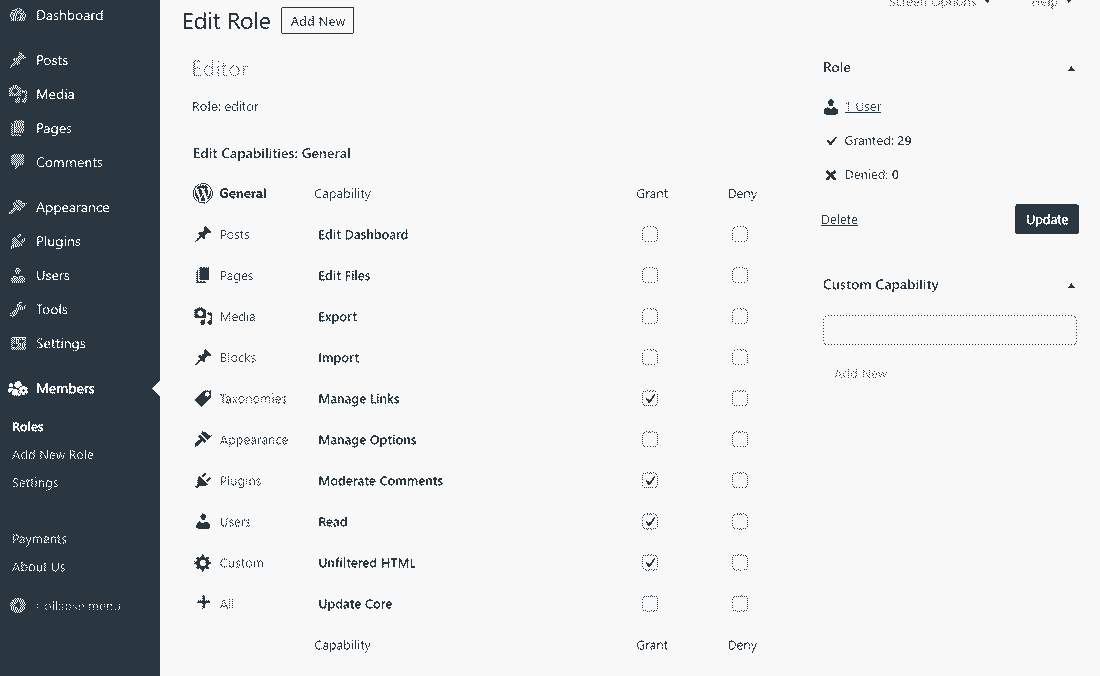 Dashboard
Posts
Media
Pages
Comments
Appearance
Plugins
Users
Tools
Settings
Members
Roles
Add New Role
Settings
Payments
About Us
Collapse menu
Screen Options
Help
Edit Role Add New
Editor
Role: editor
Edit Capabilities: General
General
Posts
Pages
Media
Blocks
Taxonomies
Appearance
Plugins
Users
Custom
All
Capability Grant Deny
Edit Dashboard
Edit Files
Export
Import
Manage Links
Manage Options
Moderate Comments
Read
Unfiltered HTML
Update Core
Capability Grant Deny
Role
1 User
Granted: 29
Denied: 0
Delete Update
Custom Capability
Add New